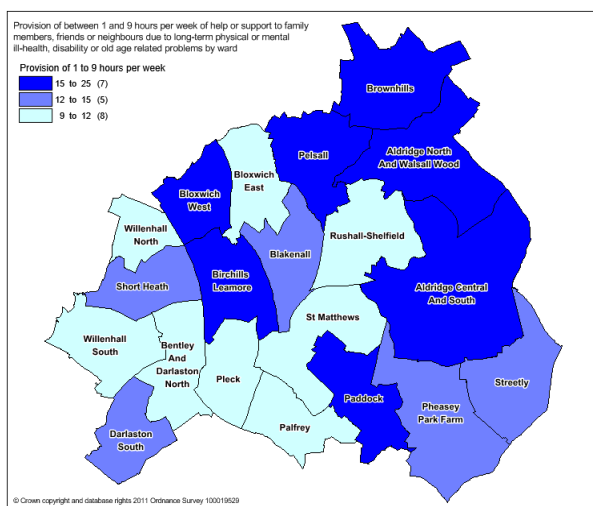 Provision of between 1 and 9 hours per week of help or support to family
members, friends or neighbours due to long-term physical or mental
ill-health, disability or old age related problems by ward
Provision of 1 to 9 hours per week
15 to 25 (7)
12 to 15 (5)
9 to 12 (8)
Brownhills
Pelsall
Aldridge North
And Walsall Wood
Bloxwich
East
Bloxwich
West
Willenhall
North
Rushall-Shelfield
Blakenall
Short Heath
Birchills
Leamore
Aldridge Central
And South
St Matthews
Willenhall
South
Bentley
And
Darlaston
North
Pleck
Streetly
Paddock
Pheasey
Park Farm
Palfrey
Darlaston
South
© Crown copyright and database rights 2011 Ordnance Survey 100019529